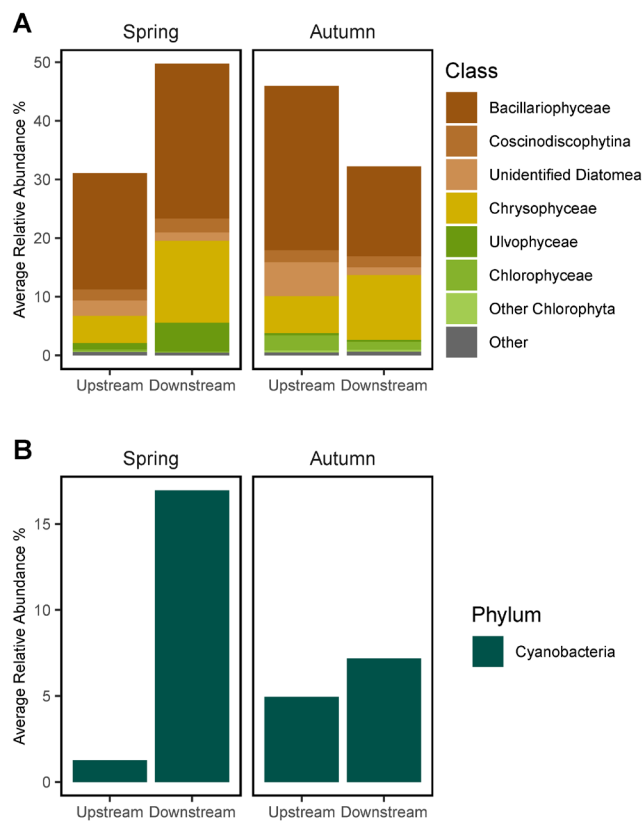 A
Spring
Autumn
Average Relative Abundance %
50
40
30
20
10
0
Upstream Downstream
Upstream Downstream
Class
Bacillariophyceae
Coscinodiscophytina
Unidentified Diatomea
Chrysophyceae
Ulvophyceae
Chlorophyceae
Other Chlorophyta
Other
B
Spring
Autumn
Average Relative Abundance %
15
10
5
0
Upstream Downstream
Upstream Downstream
Phylum
Cyanobacteria